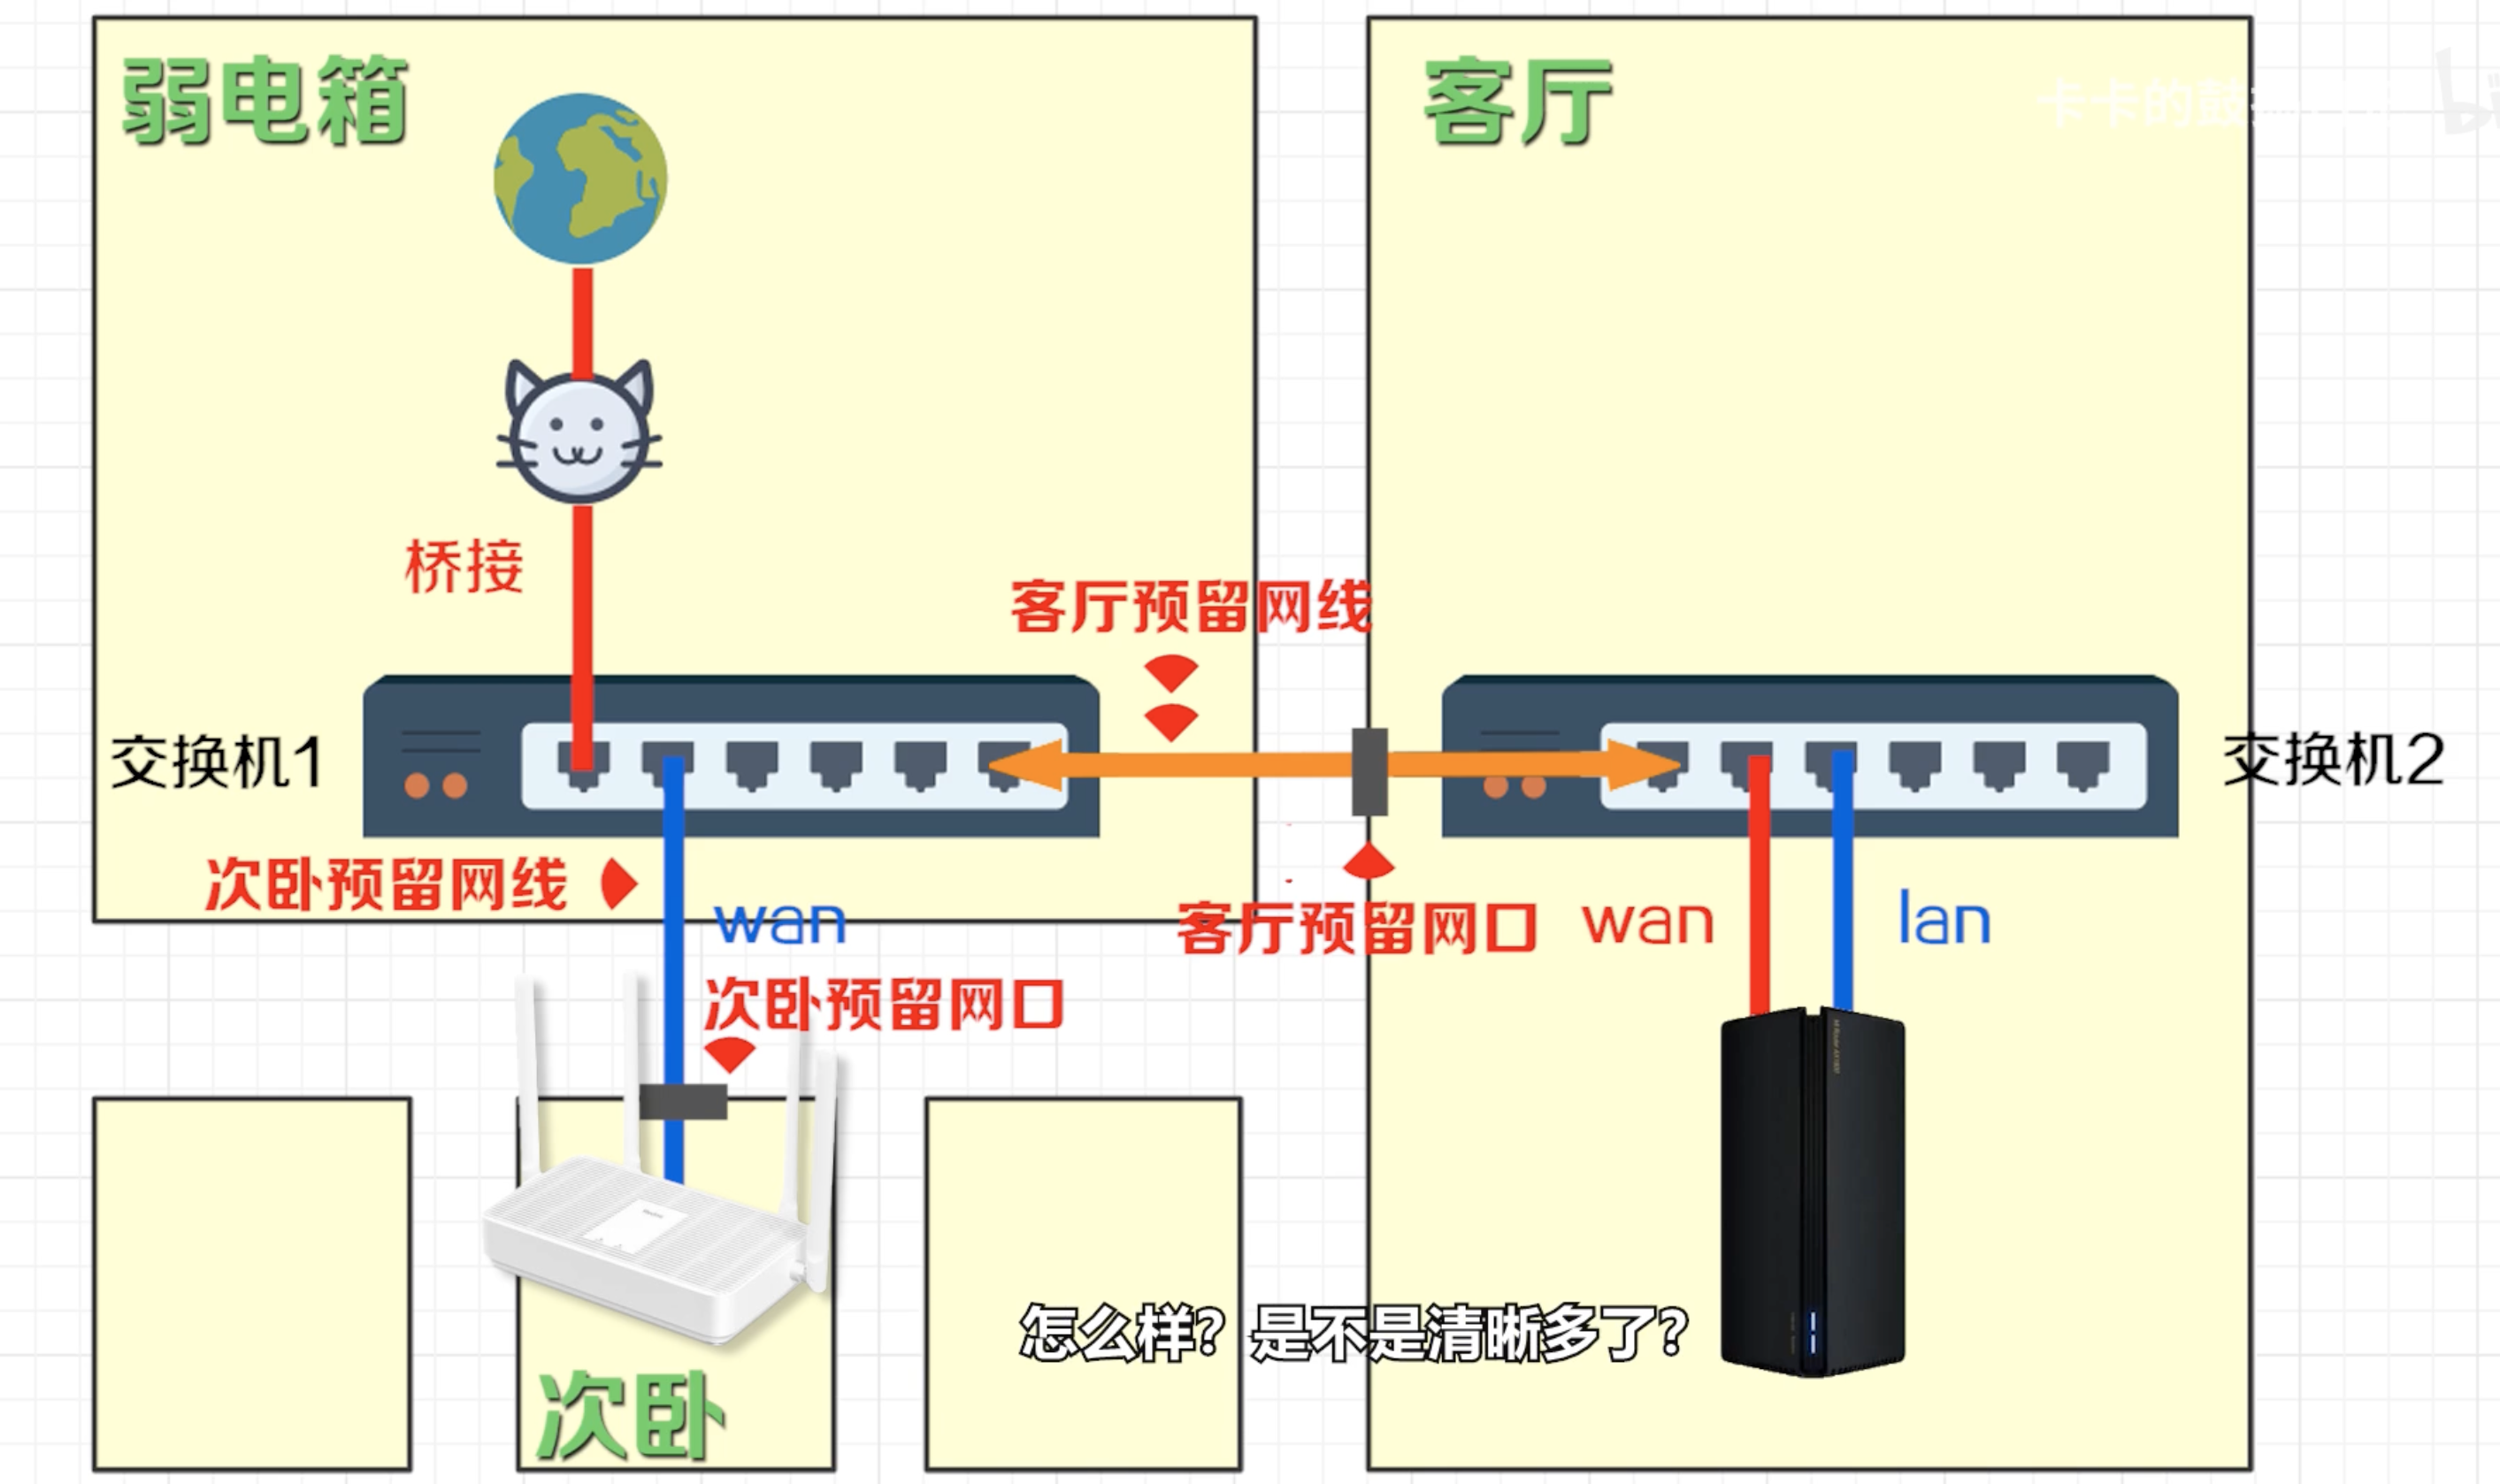 弱电箱
客厅
卡卡的鼓
桥接
客厅预留网线
交换机1
交换机2
次卧预留网线
wan
客厅预留网口
wan
lan
次卧预留网口
怎么样？是不是清晰多了？
次卧